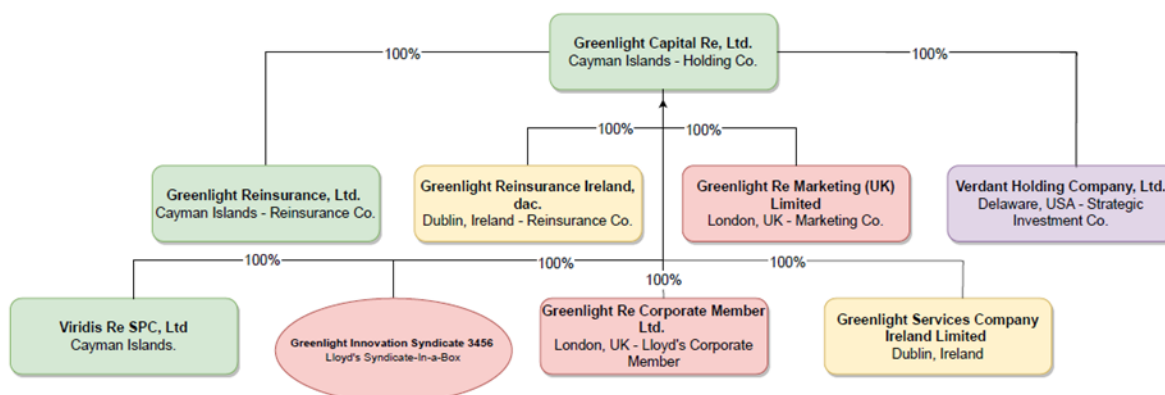 Greenlight Capital Re, Ltd.
Cayman Islands - Holding Co.
100%
100%
100%
100%
Greenlight Reinsurance, Ltd.
Cayman Islands - Reinsurance Co.
Greenlight Reinsurance Ireland,
dac.
Dublin, Ireland - Reinsurance Co.
Greenlight Re Marketing (UK)
Limited
London, UK - Marketing Co.
Verdant Holding Company, Ltd.
Delaware, USA - Strategic
Investment Co.
100%
100%
100%
100%
Viridis Re SPC, Ltd
Cayman Islands.
Greenlight Innovation Syndicate 3456
Lloyd's Syndicate-In-a-Box
Greenlight Re Corporate Member
Ltd.
London, UK - Lloyd's Corporate
Member
Greenlight Services Company
Ireland Limited
Dublin, Ireland